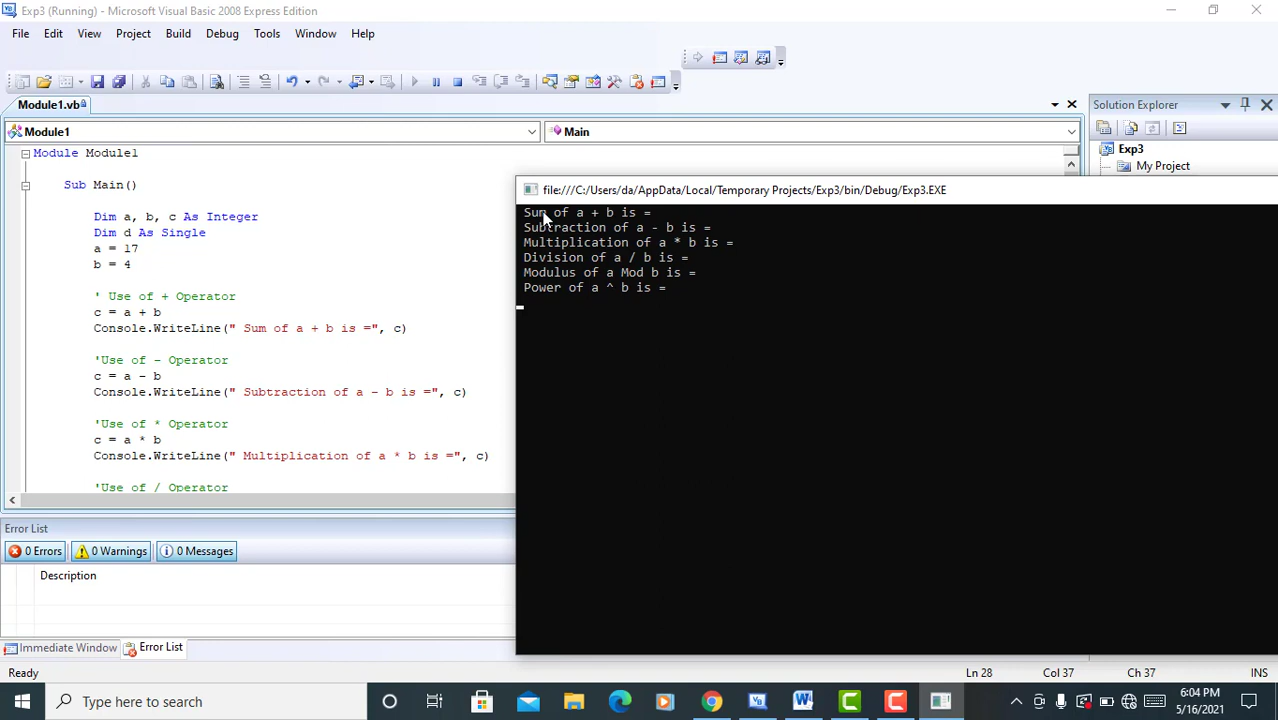 Exp3 (Running) - Microsoft Visual Basic 2008 Express Edition
File Edit View Project Build Debug Tools Window Help
Module1.vb
Solution Explorer
Module1
Main
Exp3
My Project
Module Module1
Sub Main()
Dim a, b, c As Integer
Dim d As Single
a = 17
b = 4
' Use of + Operator
c = a + b
Console.WriteLine(" Sum of a + b is =", c)
'Use of - Operator
c = a - b
Console.WriteLine(" Subtraction of a - b is =", c)
'Use of * Operator
c = a * b
Console.WriteLine(" Multiplication of a * b is =", c)
'Use of / Operator
file:///C:/Users/da/AppData/Local/Temporary Projects/Exp3/bin/Debug/Exp3.EXE
Sum of a + b is =
Subtraction of a - b is =
Multiplication of a * b is =
Division of a / b is =
Modulus of a Mod b is =
Power of a ^ b is =
Error List
0 Errors 0 Warnings 0 Messages
Description
Immediate Window Error List
Ready Ln 28 Col 37 Ch 37 INS
Type here to search
6:04 PM
5/16/2021